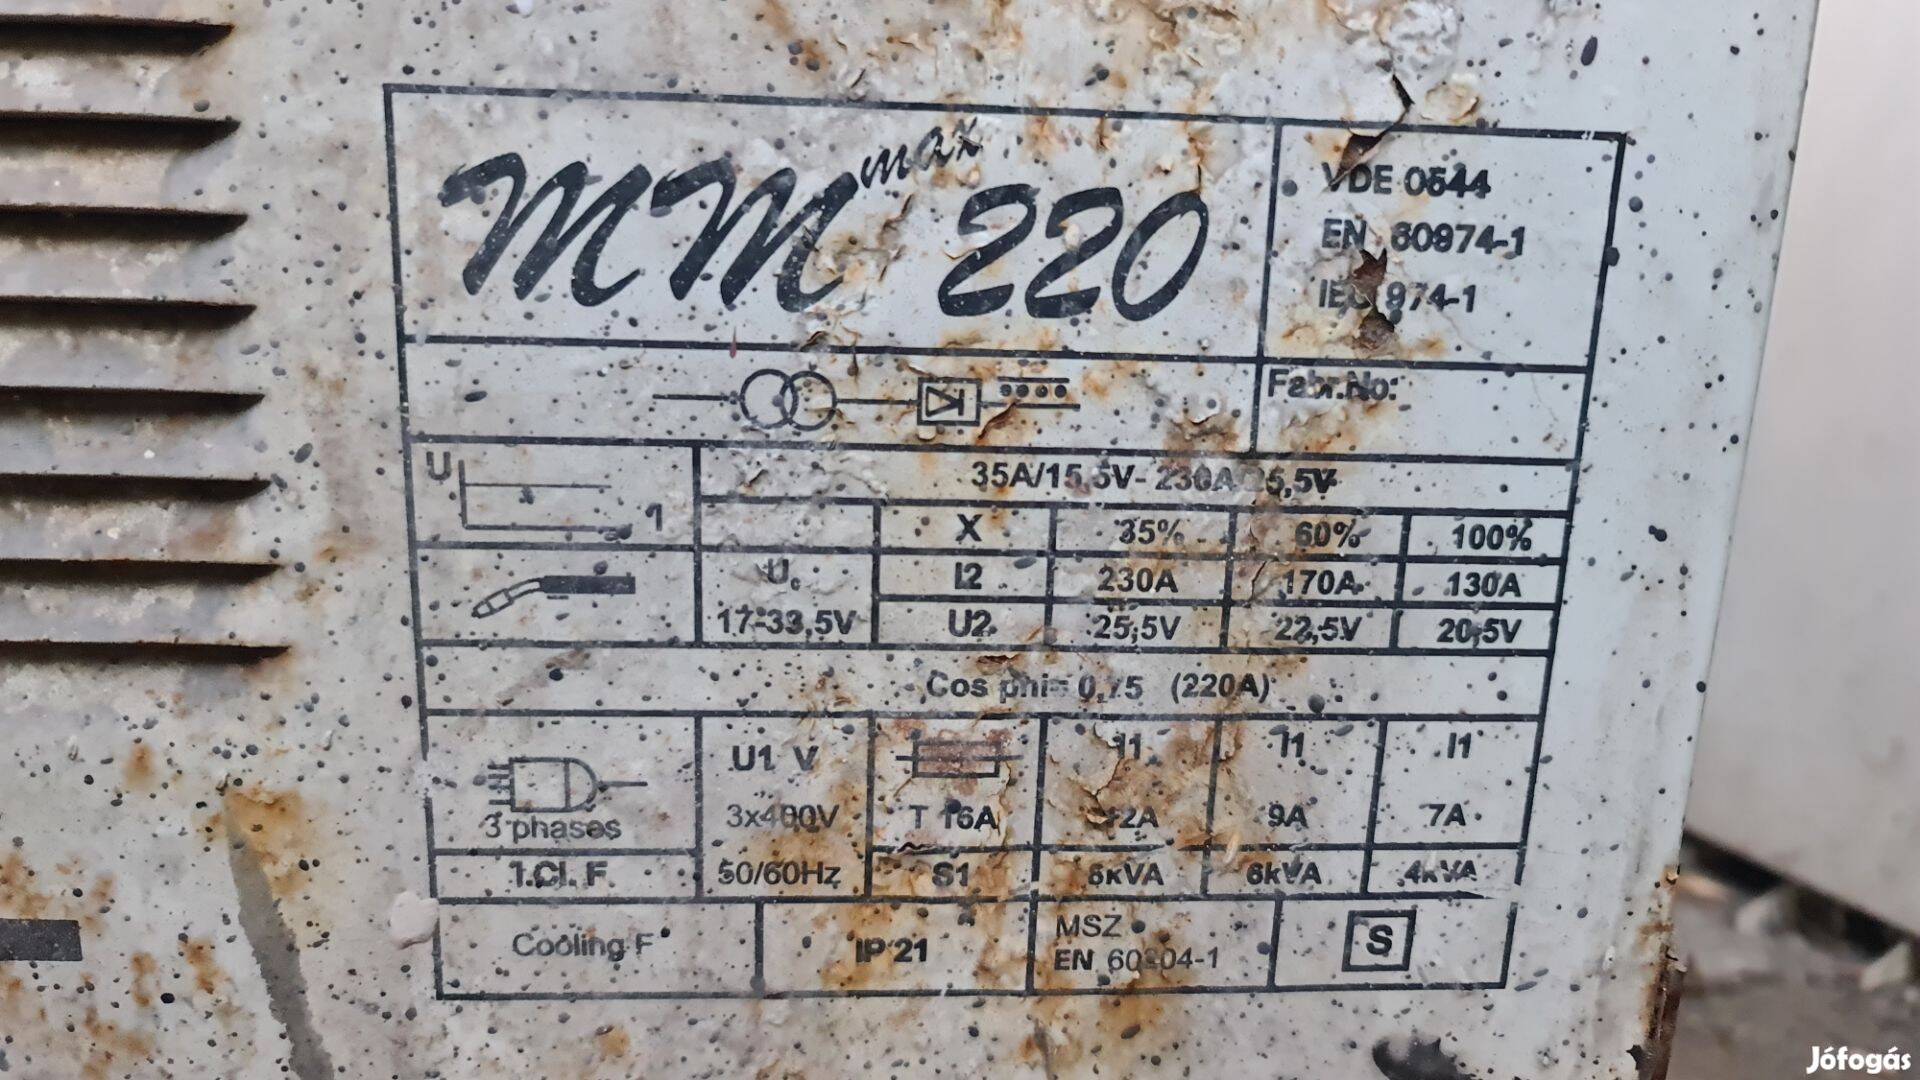 MM max 220
VDE 0544
EN 60974-1
IEC 974-1
Fabr.No:
U
1
35A/15,5V- 230A/25,5V
X 35% 60% 100%
U₀ I2 230A 170A 130A
17-33,5V U2 25,5V 22,5V 20,5V
Cos phi= 0,75 (220A)
U1 V I1 I1 I1
3 phases 3x400V T 16A 12A 9A 7A
1.Cl. F 50/60Hz S1 8kVA 6kVA 4kVA
Cooling F IP 21 MSZ
EN 60204-1 S
Jófogás